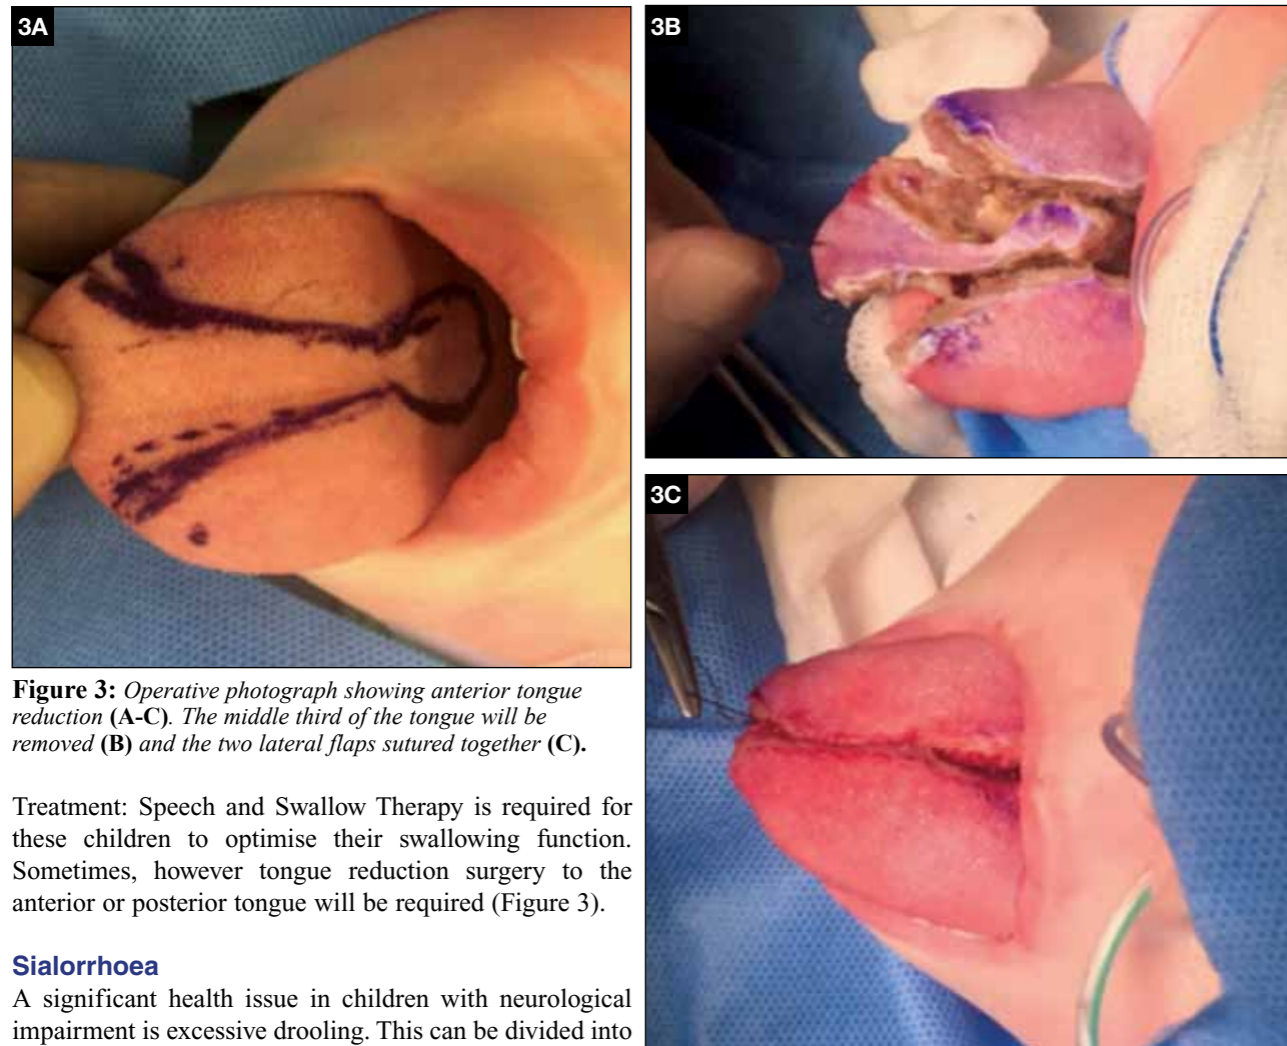 3A
3B
3C
Figure 3: Operative photograph showing anterior tongue
reduction (A-C). The middle third of the tongue will be
removed (B) and the two lateral flaps sutured together (C).
Treatment: Speech and Swallow Therapy is required for
these children to optimise their swallowing function.
Sometimes, however tongue reduction surgery to the
anterior or posterior tongue will be required (Figure 3).
Sialorrhoea
A significant health issue in children with neurological
impairment is excessive drooling. This can be divided into